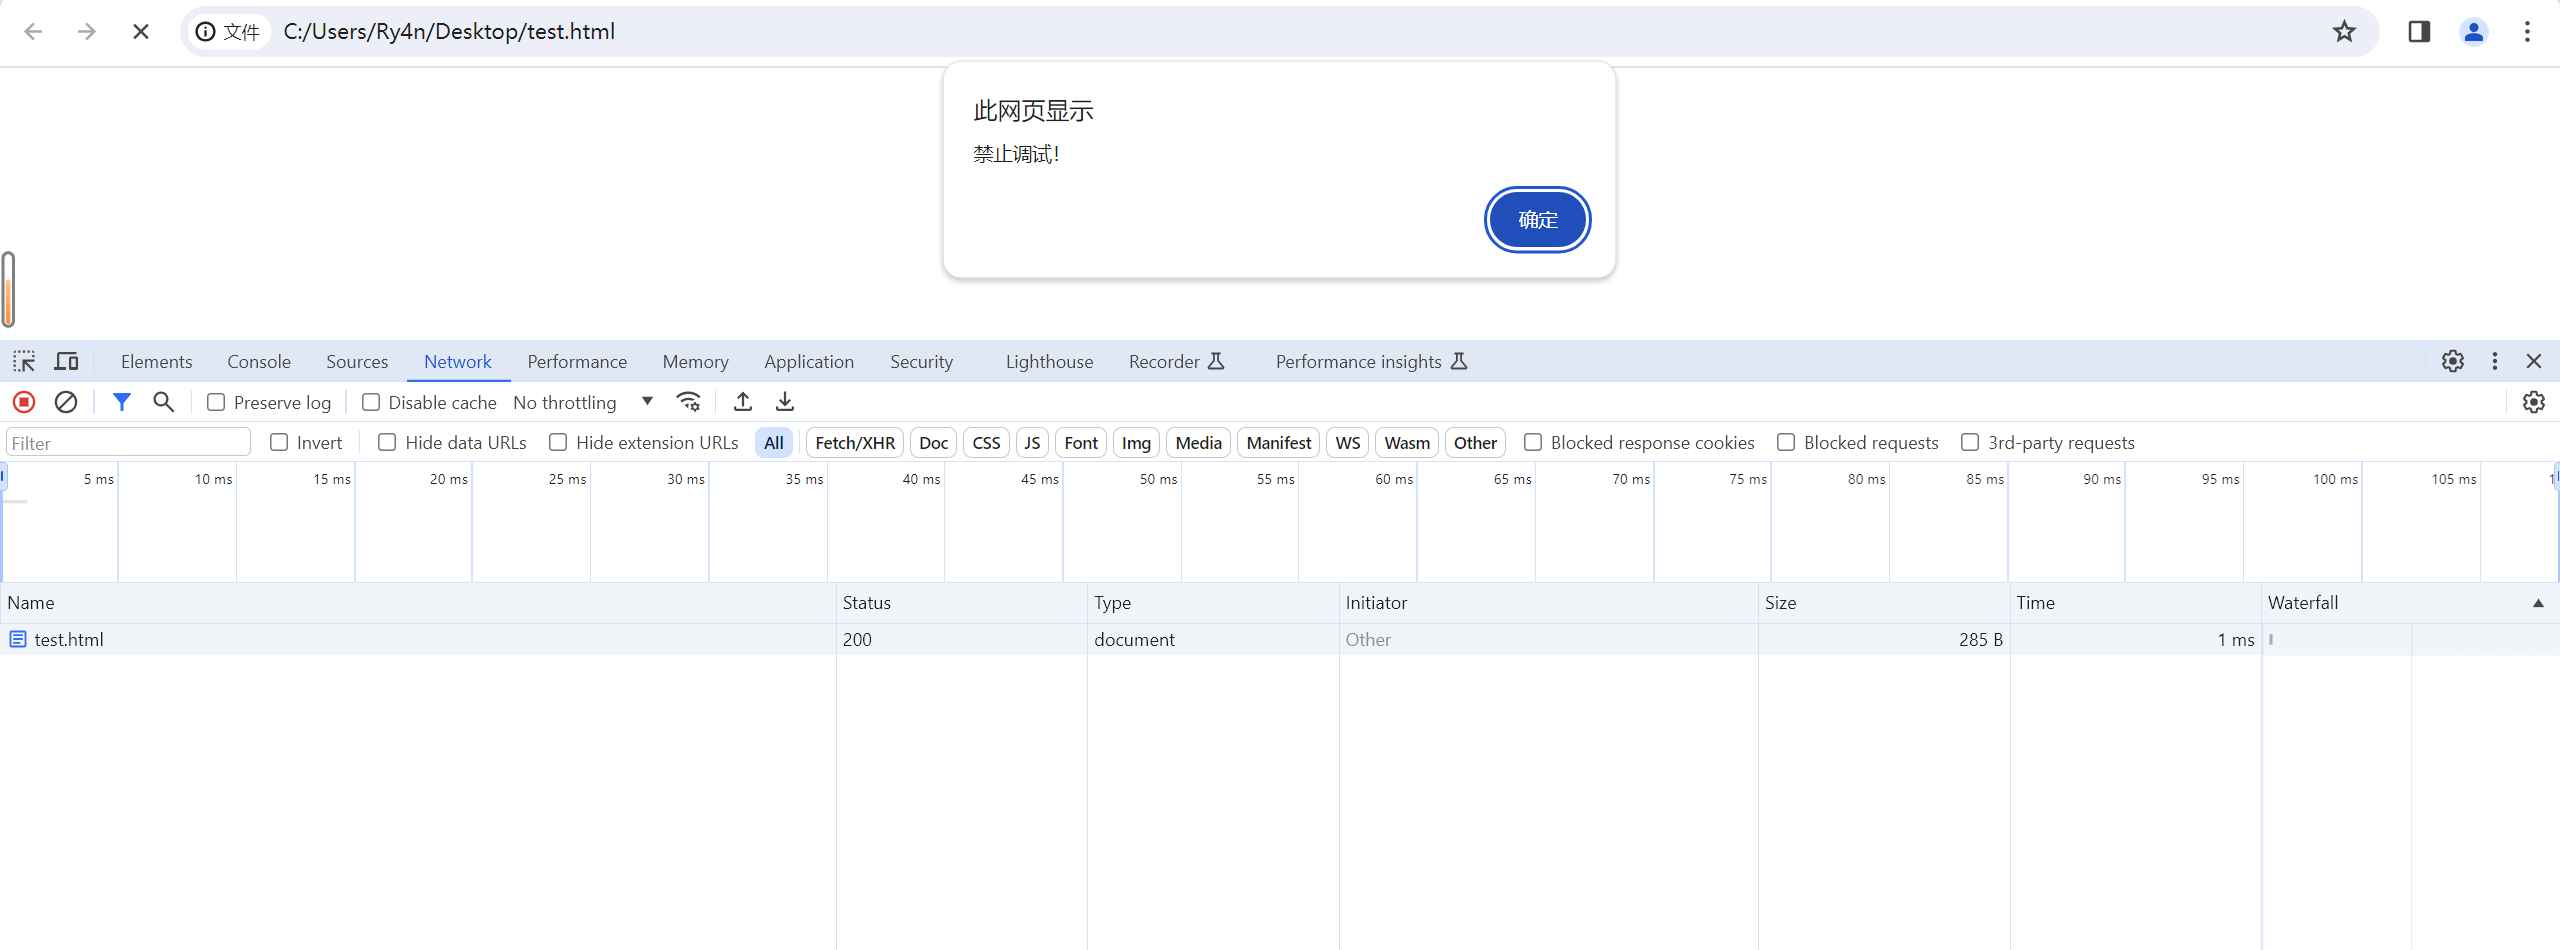 文件 C:/Users/Ry4n/Desktop/test.html
此网页显示
禁止调试!
确定
Elements Console Sources Network Performance Memory Application Security Lighthouse Recorder Performance insights
Preserve log Disable cache No throttling
Filter Invert Hide data URLs Hide extension URLs All Fetch/XHR Doc CSS JS Font Img Media Manifest WS Wasm Other Blocked response cookies Blocked requests 3rd-party requests
5 ms 10 ms 15 ms 20 ms 25 ms 30 ms 35 ms 40 ms 45 ms 50 ms 55 ms 60 ms 65 ms 70 ms 75 ms 80 ms 85 ms 90 ms 95 ms 100 ms 105 ms
Name Status Type Initiator Size Time Waterfall
test.html 200 document Other 285 B 1 ms